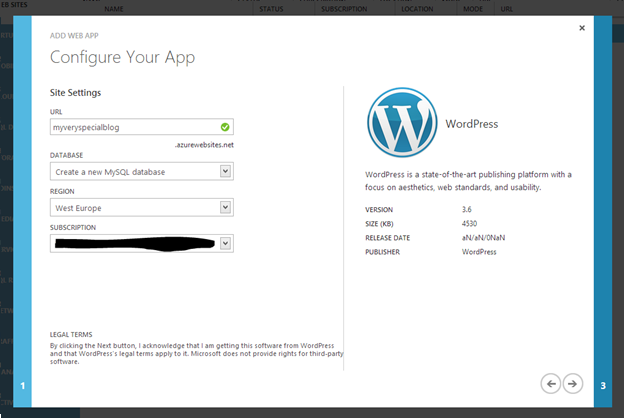 EB SITES
NAME STATUS SUBSCRIPTION LOCATION MODE URL
ADD WEB APP
Configure Your App
Site Settings
URL
myveryspecialblog
.azurewebsites.net
DATABASE
Create a new MySQL database
REGION
West Europe
SUBSCRIPTION
LEGAL TERMS
By clicking the Next button, I acknowledge that I am getting this software from WordPress
and that WordPress's legal terms apply to it. Microsoft does not provide rights for third-party
software.
WordPress
WordPress is a state-of-the-art publishing platform with a
focus on aesthetics, web standards, and usability.
VERSION 3.6
SIZE (KB) 4530
RELEASE DATE aN/aN/0NaN
PUBLISHER WordPress
1
3